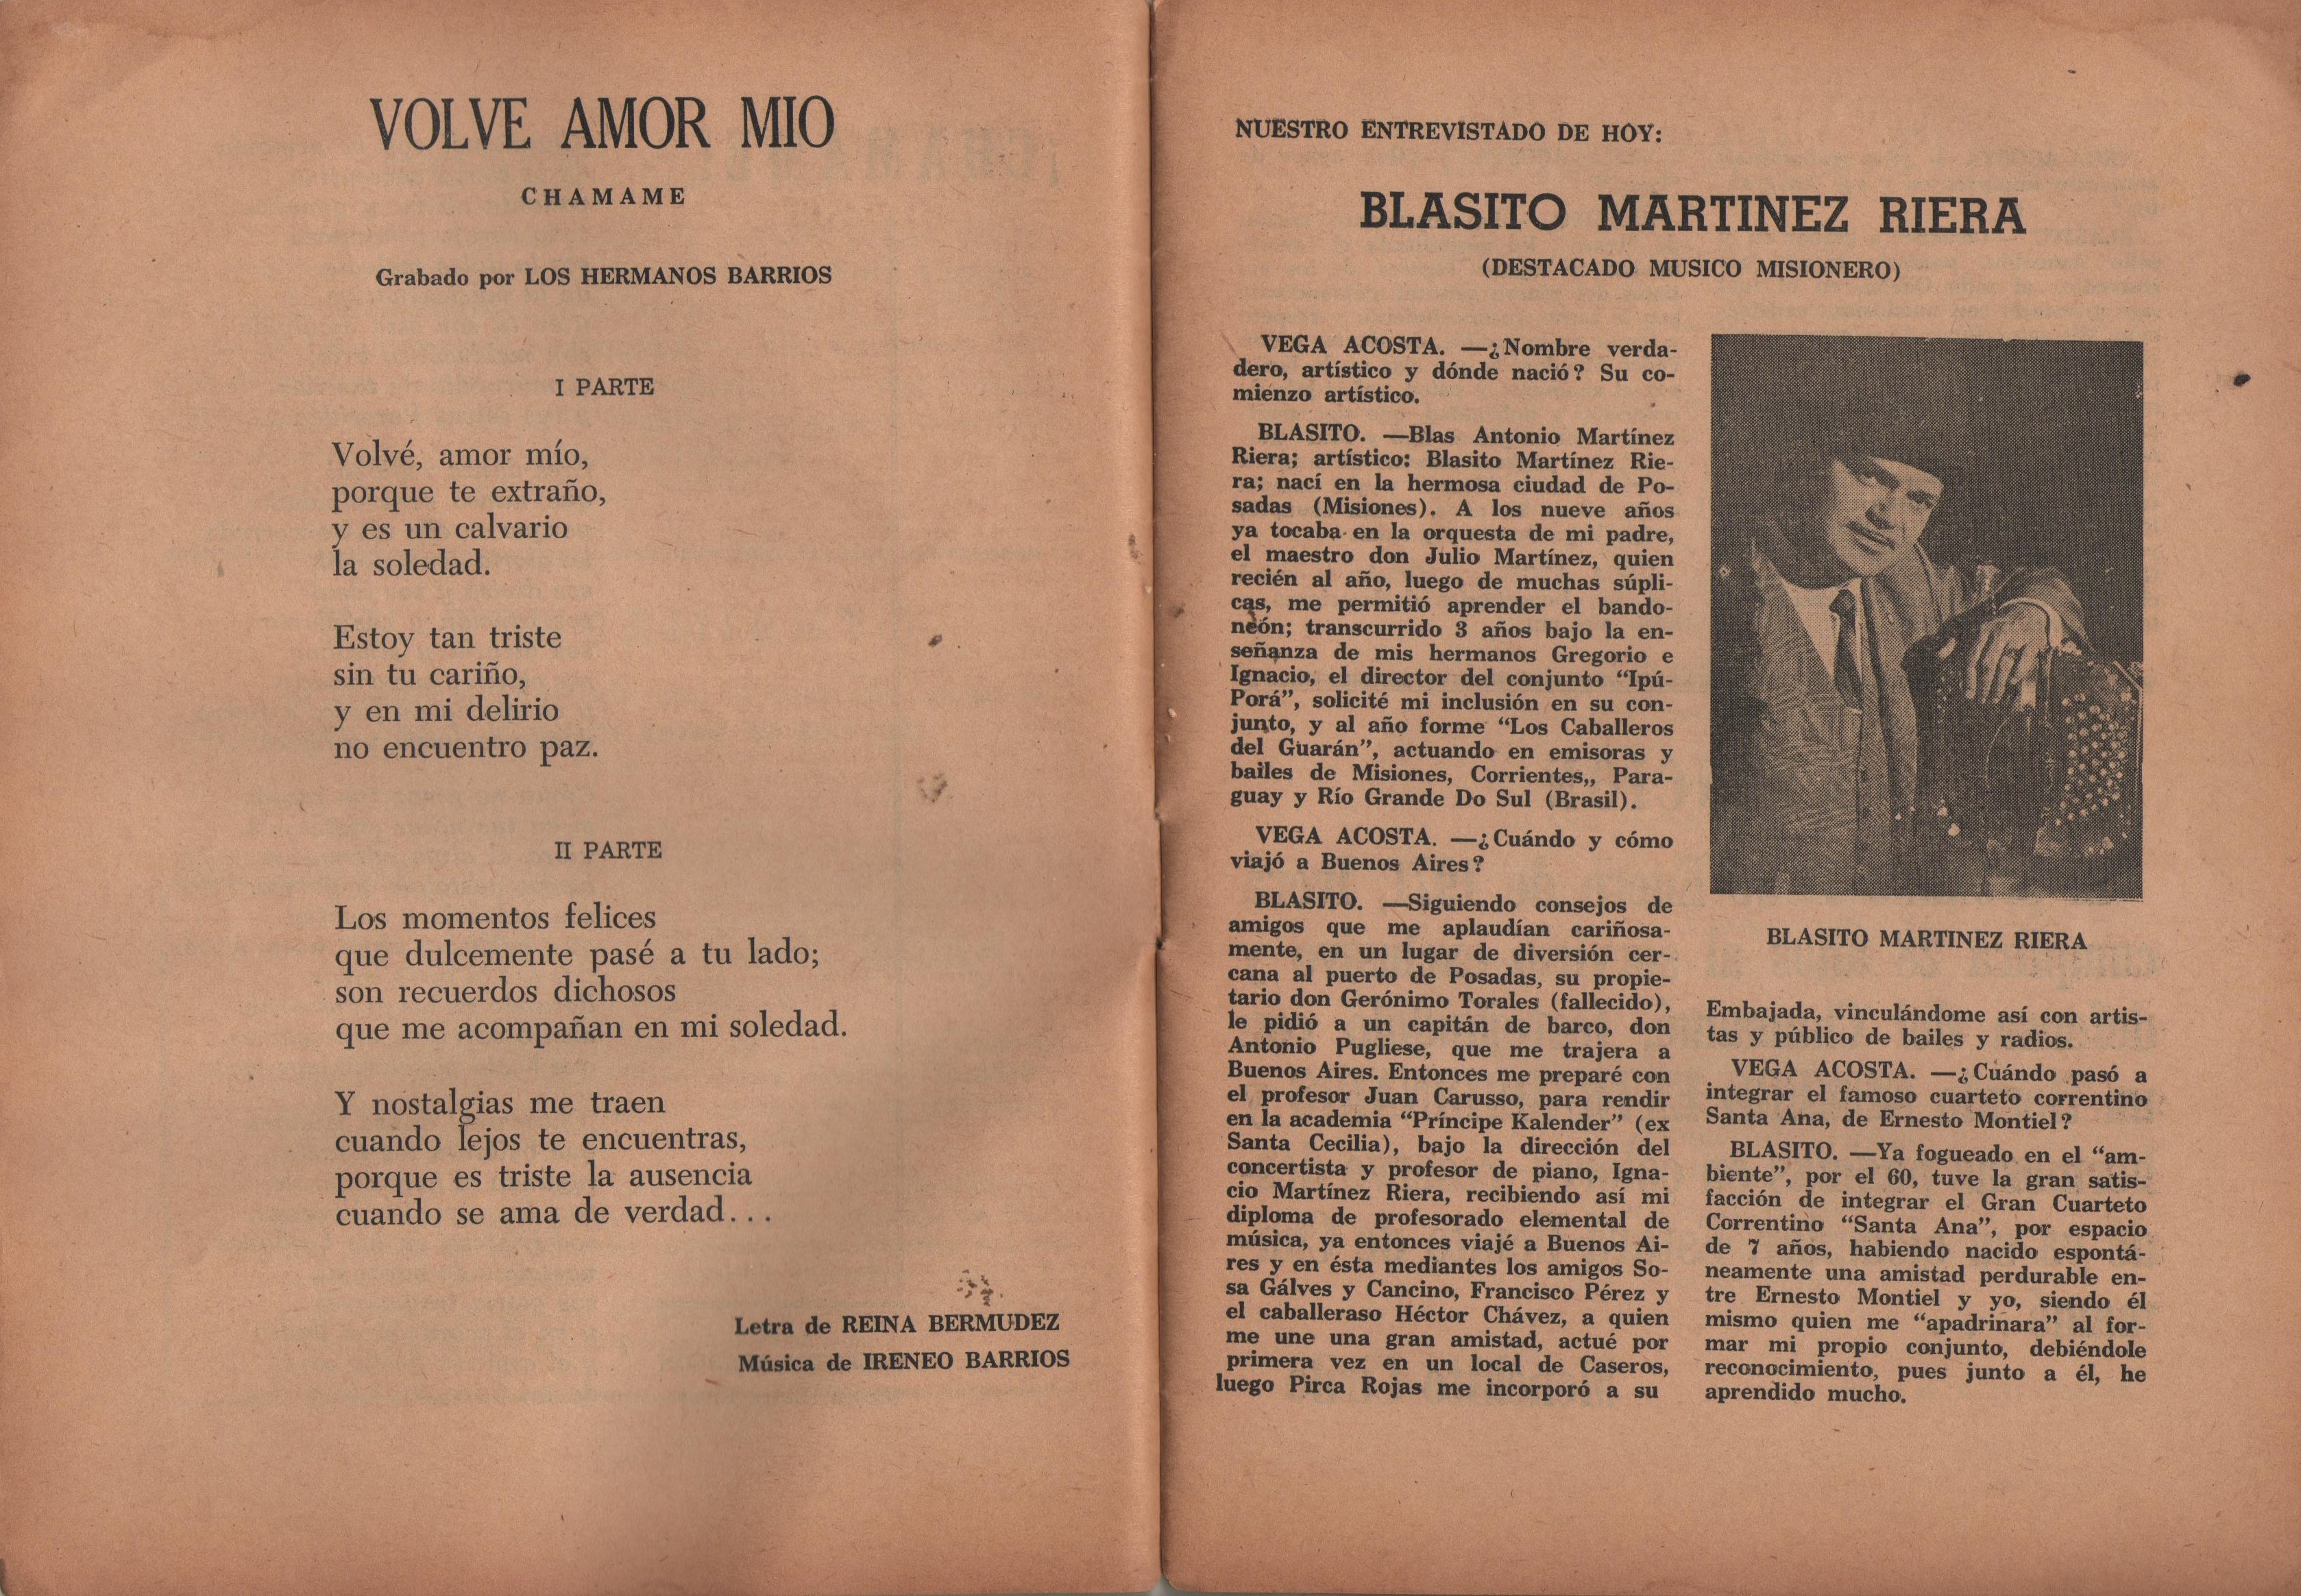 VOLVE AMOR MIO
CHAMAME
Grabado por LOS HERMANOS BARRIOS
I PARTE
Volvé, amor mío,
porque te extraño,
y es un calvario
la soledad.
Estoy tan triste
sin tu cariño,
y en mi delirio
no encuentro paz.
II PARTE
Los momentos felices
que dulcemente pasé a tu lado;
son recuerdos dichosos
que me acompañan en mi soledad.
Y nostalgias me traen
cuando lejos te encuentras,
porque es triste la ausencia
cuando se ama de verdad...
Letra de REINA BERMUDEZ
Música de IRENEO BARRIOS
NUESTRO ENTREVISTADO DE HOY:
BLASITO MARTINEZ RIERA
(DESTACADO MUSICO MISIONERO)
VEGA ACOSTA. —¿Nombre verda-
dero, artístico y dónde nació? Su co-
mienzo artístico.
BLASITO. —Blas Antonio Martínez
Riera; artístico: Blasito Martínez Rie-
ra; nací en la hermosa ciudad de Po-
sadas (Misiones). A los nueve años
ya tocaba en la orquesta de mi padre,
el maestro don Julio Martínez, quien
recién al año, luego de muchas súpli-
cas, me permitió aprender el bando-
neón; transcurrido 3 años bajo la en-
señanza de mis hermanos Gregorio e
Ignacio, el director del conjunto "Ipú-
Porá", solicité mi inclusión en su con-
junto, y al año forme "Los Caballeros
del Guarán", actuando en emisoras y
bailes de Misiones, Corrientes,, Para-
guay y Río Grande Do Sul (Brasil).
VEGA ACOSTA. —¿Cuándo y cómo
viajó a Buenos Aires?
BLASITO. —Siguiendo consejos de
amigos que me aplaudían cariñosa-
mente, en un lugar de diversión cer-
cana al puerto de Posadas, su propie-
tario don Gerónimo Torales (fallecido),
le pidió a un capitán de barco, don
Antonio Pugliese, que me trajera a
Buenos Aires. Entonces me preparé con
el profesor Juan Carusso, para rendir
en la academia "Príncipe Kalender" (ex
Santa Cecilia), bajo la dirección del
concertista y profesor de piano, Igna-
cio Martínez Riera, recibiendo así mi
diploma de profesorado elemental de
música, ya entonces viajé a Buenos Ai-
res y en ésta mediantes los amigos So-
sa Gálves y Cancino, Francisco Pérez y
el caballeraso Héctor Chávez, a quien
me une una gran amistad, actué por
primera vez en un local de Caseros,
luego Pirca Rojas me incorporó a su
BLASITO MARTINEZ RIERA
Embajada, vinculándome así con artis-
tas y público de bailes y radios.
VEGA ACOSTA. —¿Cuándo pasó a
integrar el famoso cuarteto correntino
Santa Ana, de Ernesto Montiel?
BLASITO. —Ya fogueado en el "am-
biente", por el 60, tuve la gran satis-
facción de integrar el Gran Cuarteto
Correntino "Santa Ana", por espacio
de 7 años, habiendo nacido espontá-
neamente una amistad perdurable en-
tre Ernesto Montiel y yo, siendo él
mismo quien me "apadrinara" al for-
mar mi propio conjunto, debiéndole
reconocimiento, pues junto a él, he
aprendido mucho.